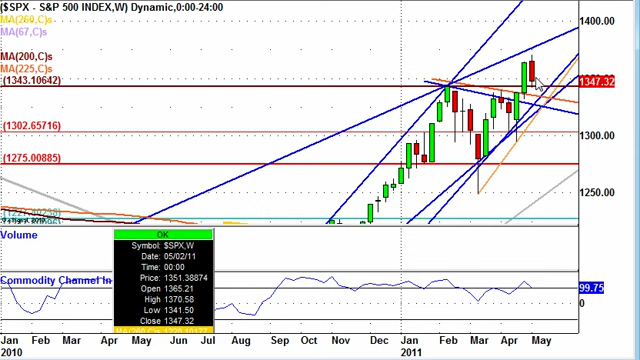 ($SPX - S&P 500 INDEX,W) Dynamic,0:00-24:00
MA(260,C)s
MA(67,C)s
MA(200,C)s
MA(225,C)s
(1343.10642)
(1302.65716)
(1275.00885)
1400.00
1347.32
1300.00
1250.00
Volume
OK
Symbol: $SPX,W
Date: 05/02/11
Time: 00:00
Price: 1351.38874
Open 1365.21
High 1370.58
Low 1341.50
Close 1347.32
Commodity Channel In
99.75
0
Jan Feb Mar Apr May Jun Jul Aug Sep Oct Nov Dec Jan Feb Mar Apr May
2010 2011